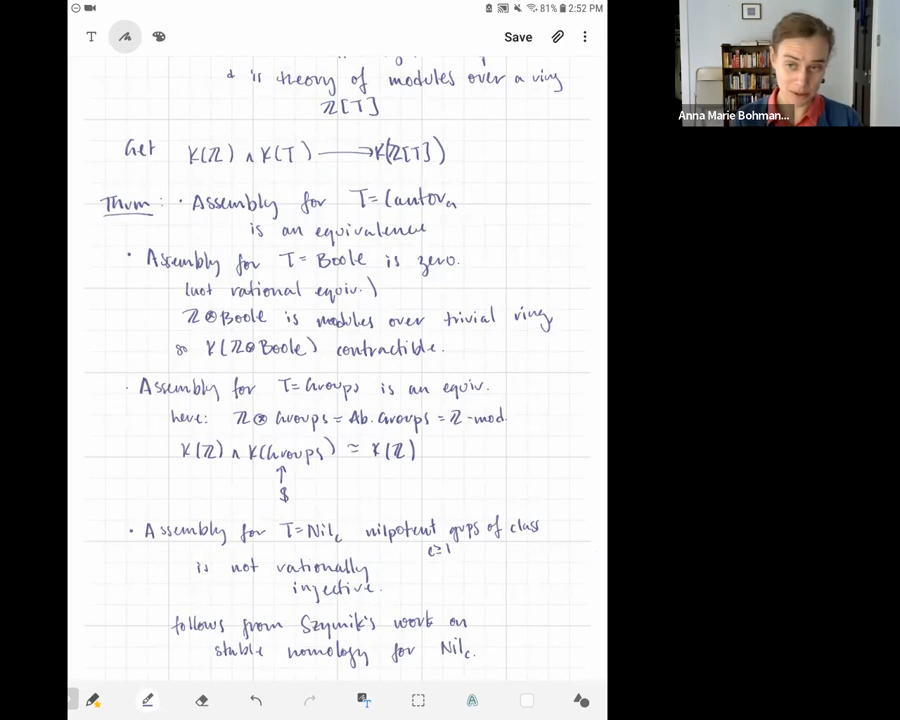 81% 2:52 PM
T Save
Anna Marie Bohman...
& is theory of modules over a ring
ℤ[T]
Get K(ℤ) ∧ K(T) ⟶ K(ℤ[T])
Thm: · Assembly for T = Cantor_a
is an equivalence
· Assembly for T = Boole is zero.
(not rational equiv.)
ℤ⊗Boole is modules over trivial ring
so K(ℤ⊗Boole) contractible.
· Assembly for T = Groups is an equiv.
here: ℤ⊗Groups = Ab. Groups = ℤ-mod.
K(ℤ) ∧ K(Groups) ≃ K(ℤ)
↑
$
· Assembly for T = Nil_c nilpotent grps of class
c≥1
is not rationally
injective.
follows from Szymik's work on
stable homology for Nil_c.